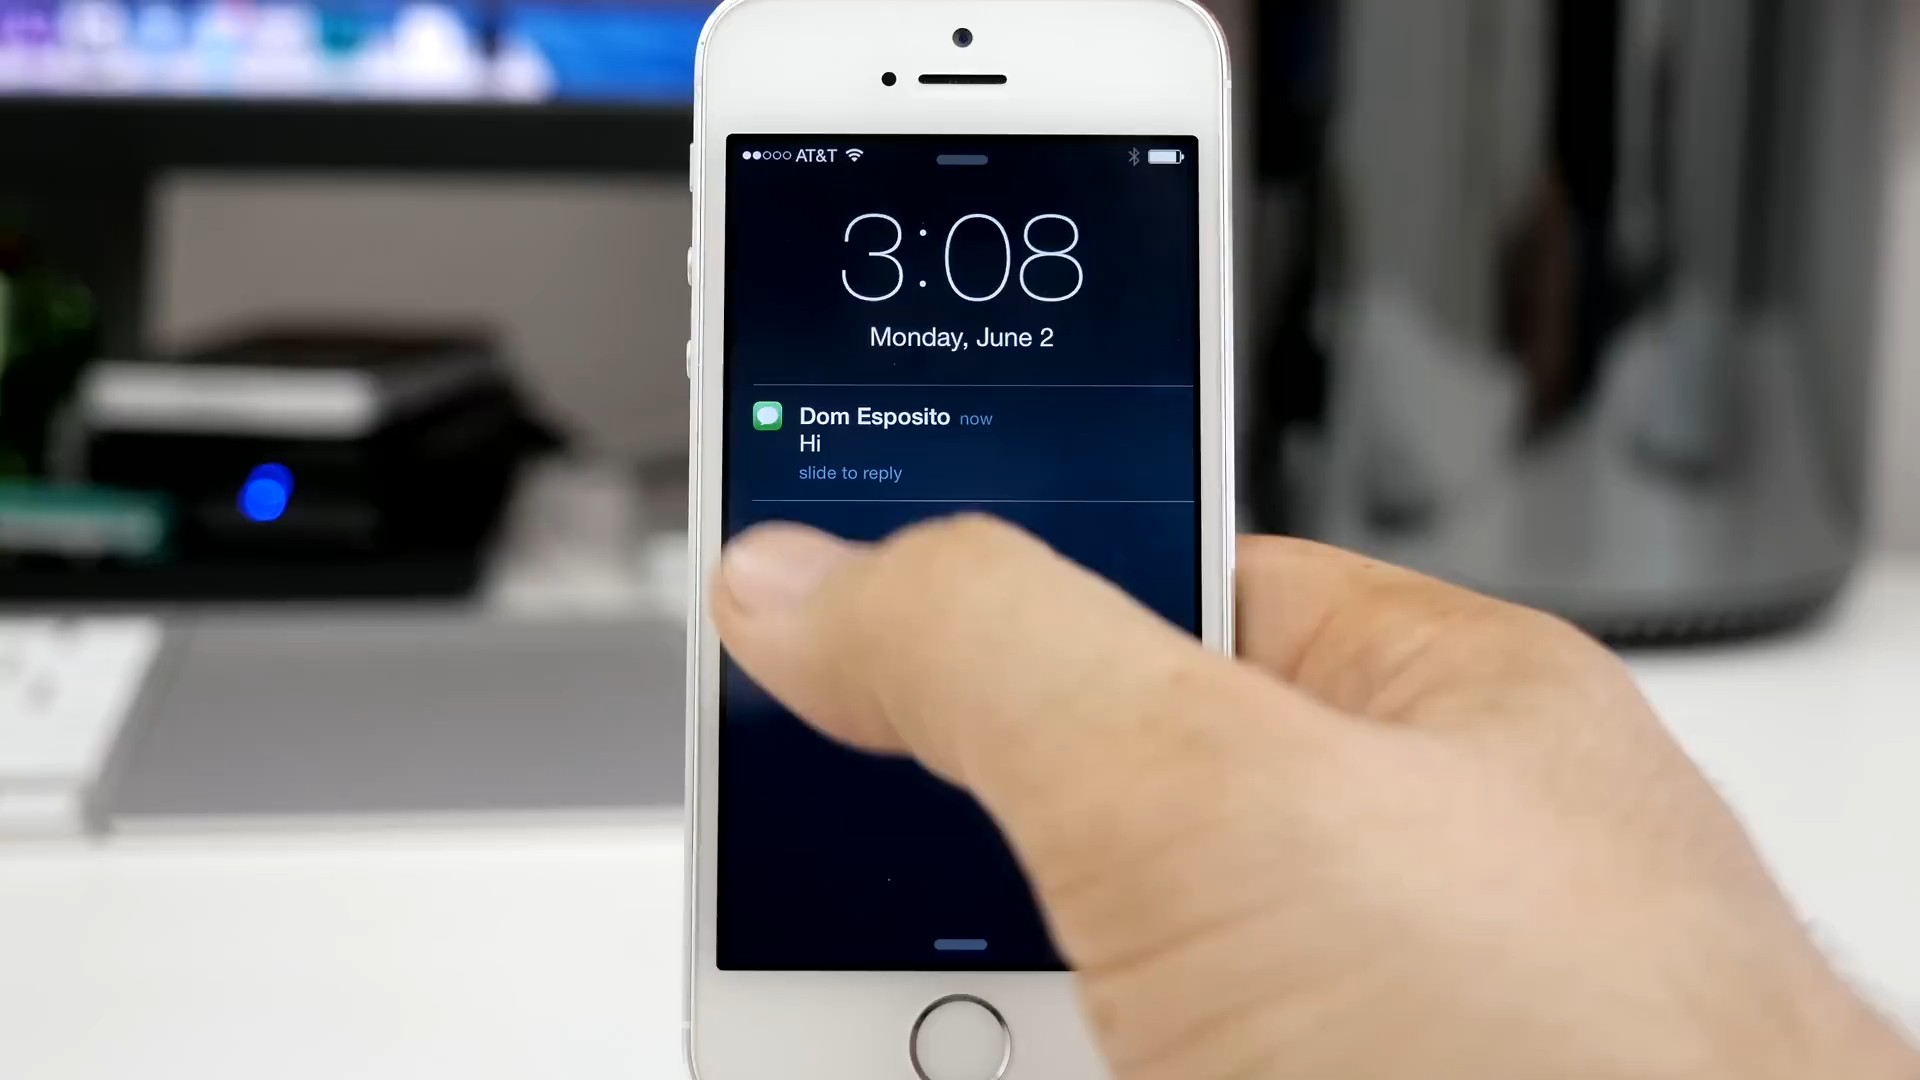 AT&T
3:08
Monday, June 2
Dom Esposito now
Hi
slide to reply